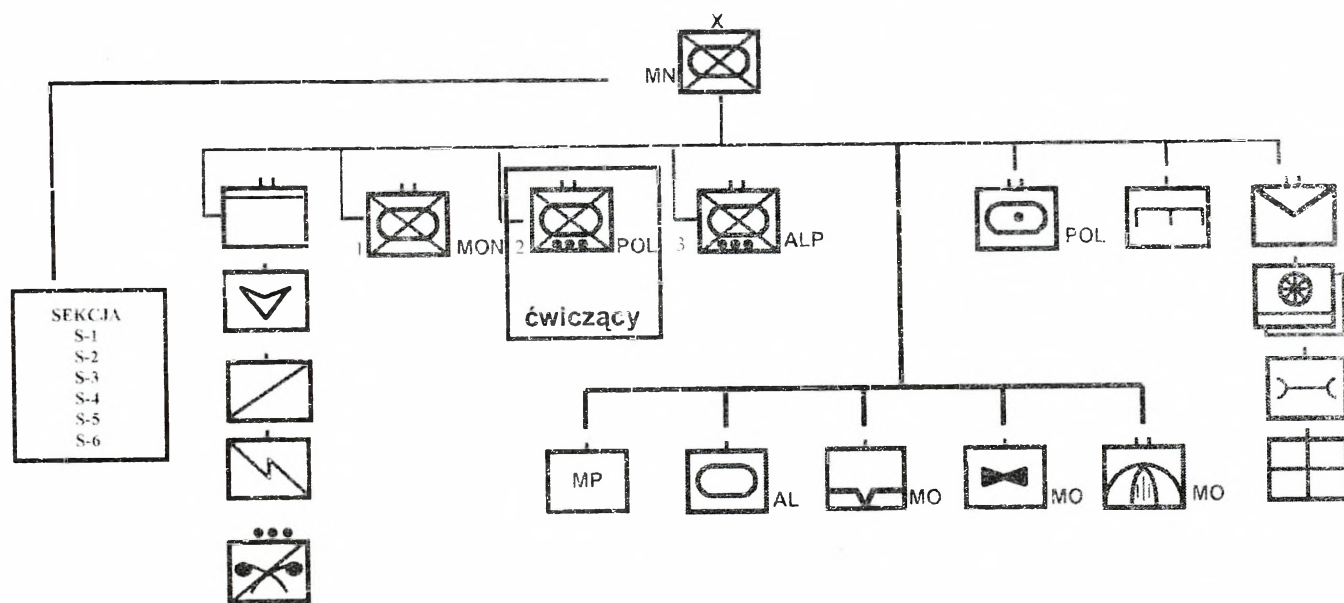 X
MN
1
MON
2
POL
3
ALP
POL
ćwiczący
SEKCJA
S-1
S-2
S-3
S-4
S-5
S-6
MP
AL
MO
MO
MO